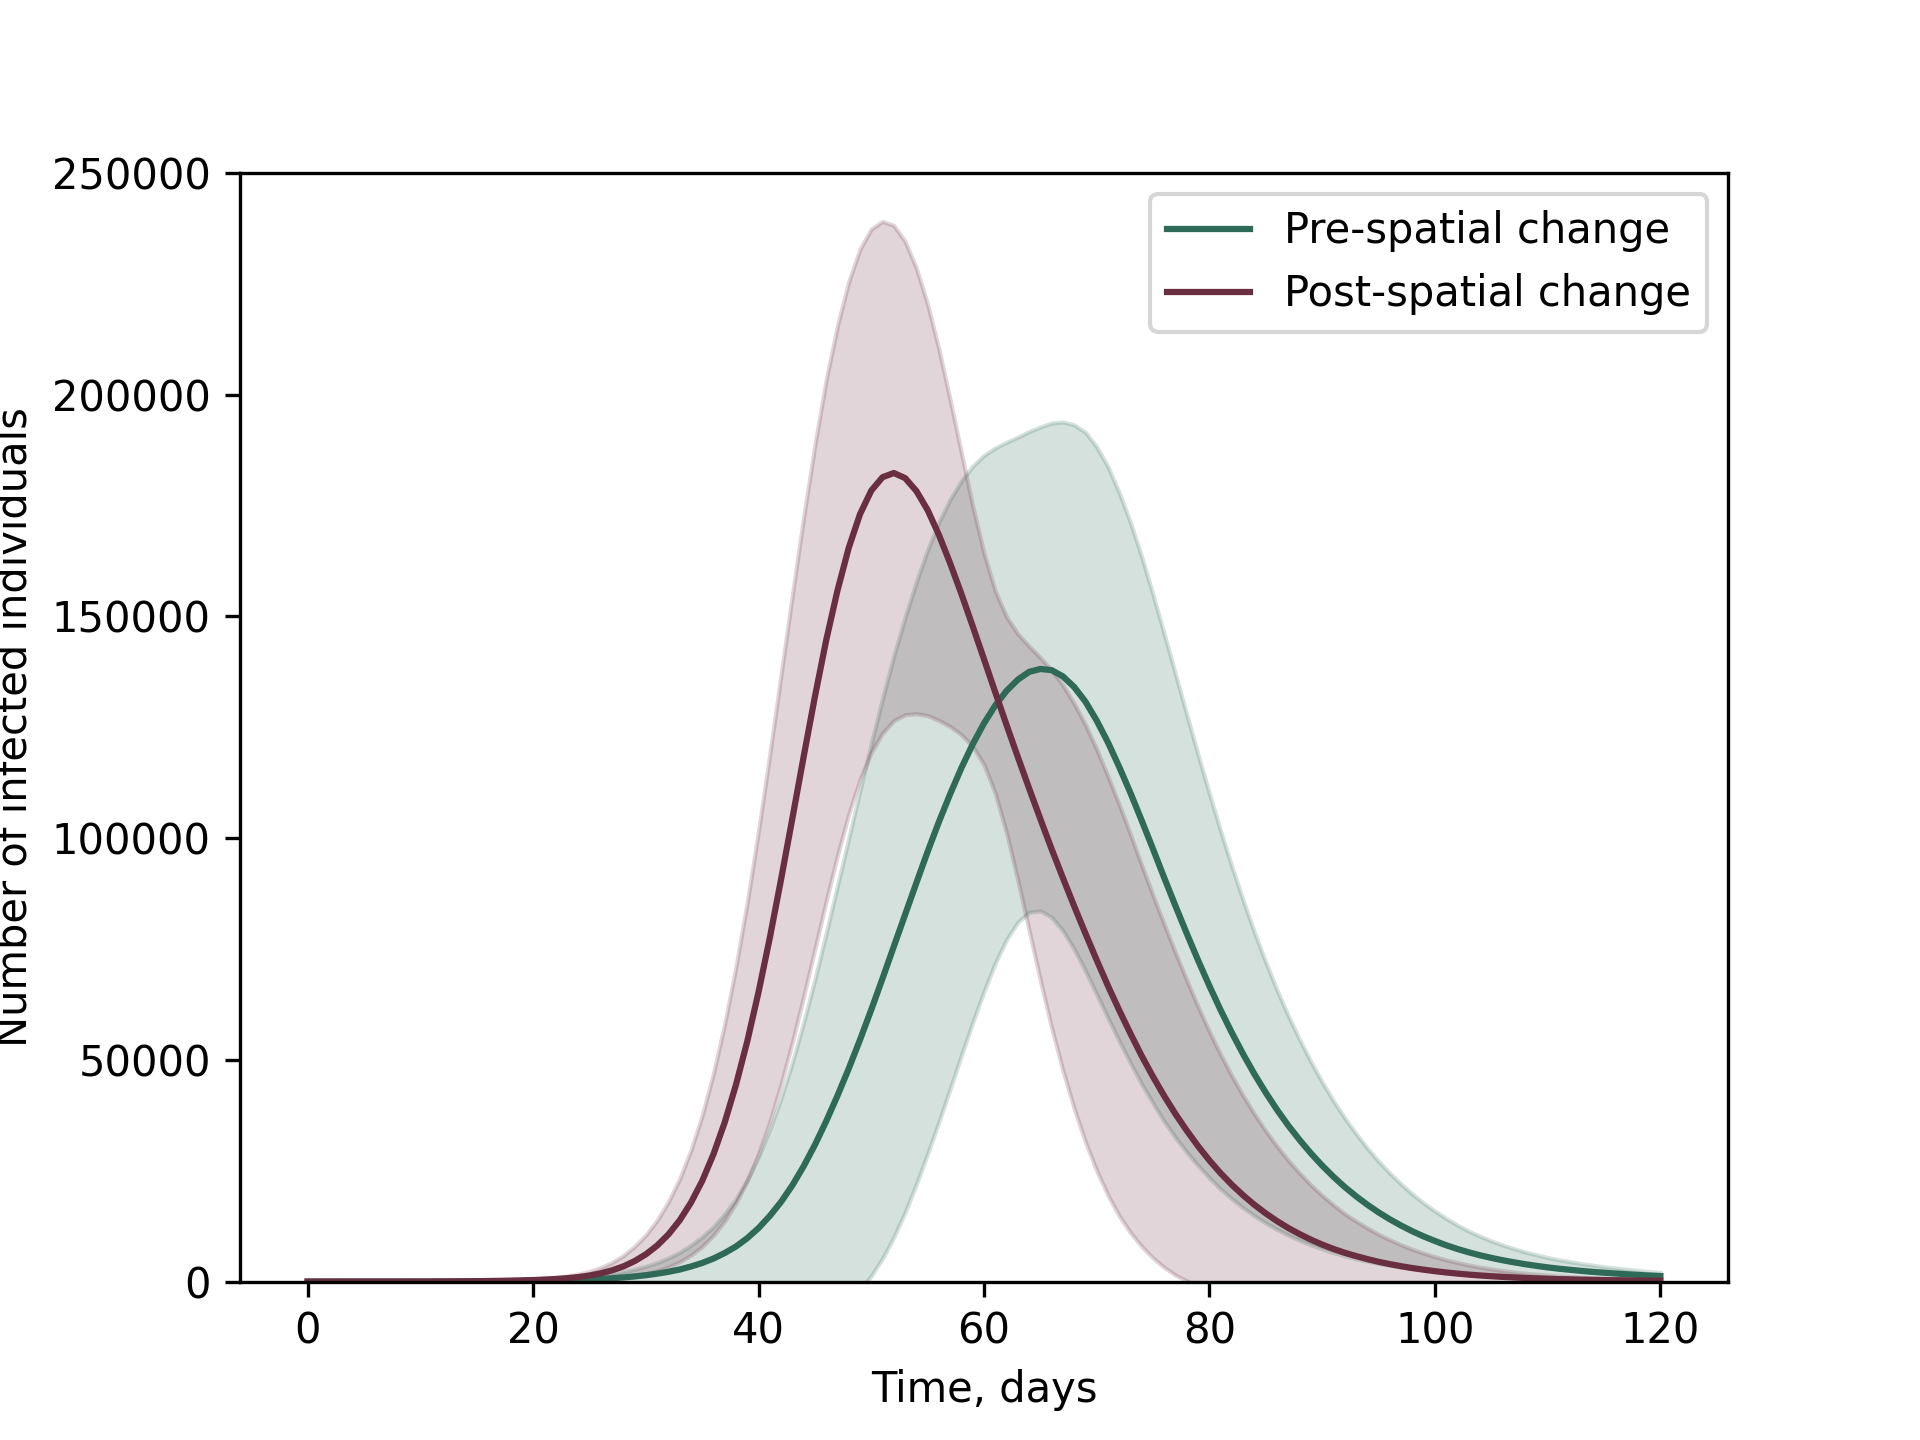 250000
200000
150000
100000
50000
0
Number of infected individuals
Pre-spatial change
Post-spatial change
0 20 40 60 80 100 120
Time, days